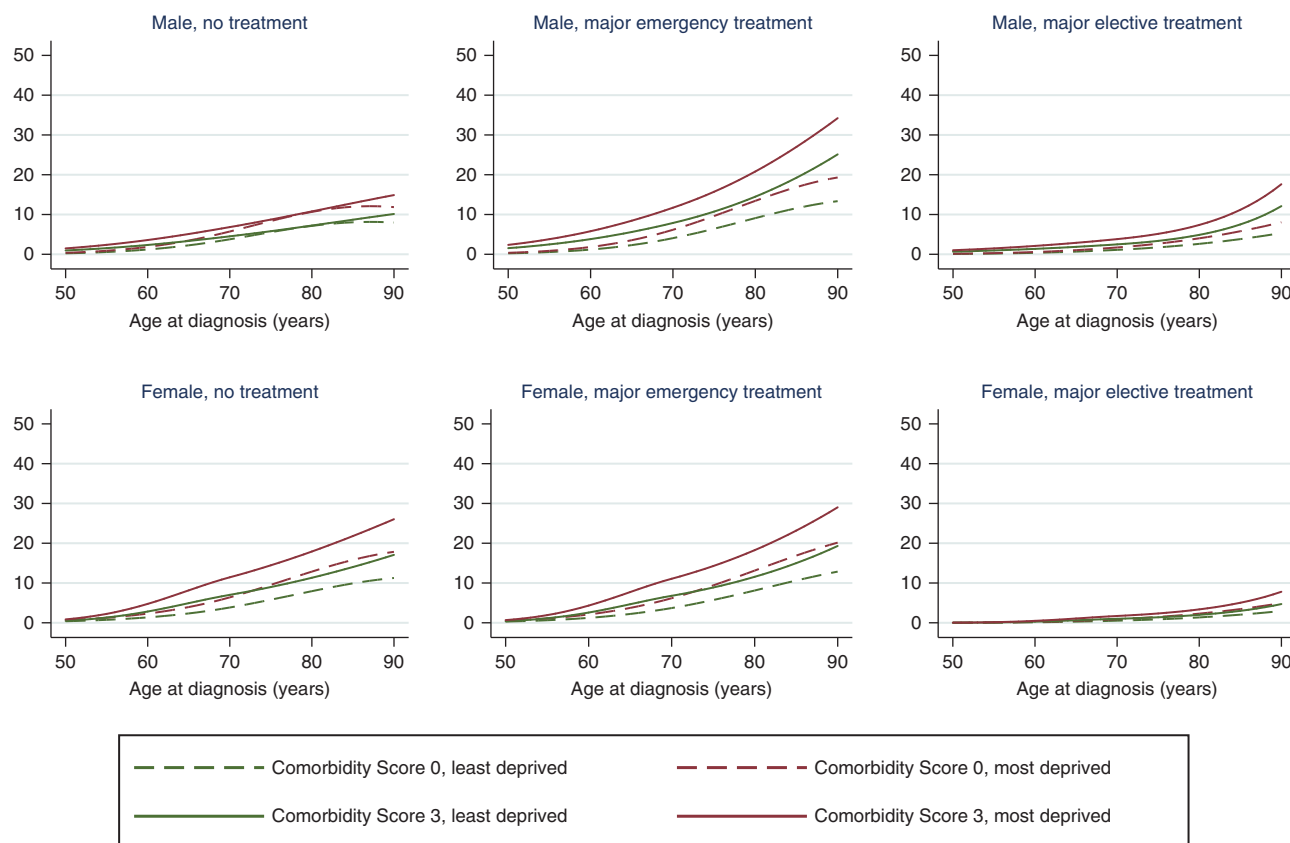 Male, no treatment
50
40
30
20
10
0
50 60 70 80 90
Age at diagnosis (years)
Male, major emergency treatment
50
40
30
20
10
0
50 60 70 80 90
Age at diagnosis (years)
Male, major elective treatment
50
40
30
20
10
0
50 60 70 80 90
Age at diagnosis (years)
Female, no treatment
50
40
30
20
10
0
50 60 70 80 90
Age at diagnosis (years)
Female, major emergency treatment
50
40
30
20
10
0
50 60 70 80 90
Age at diagnosis (years)
Female, major elective treatment
50
40
30
20
10
0
50 60 70 80 90
Age at diagnosis (years)
Comorbidity Score 0, least deprived
Comorbidity Score 0, most deprived
Comorbidity Score 3, least deprived
Comorbidity Score 3, most deprived